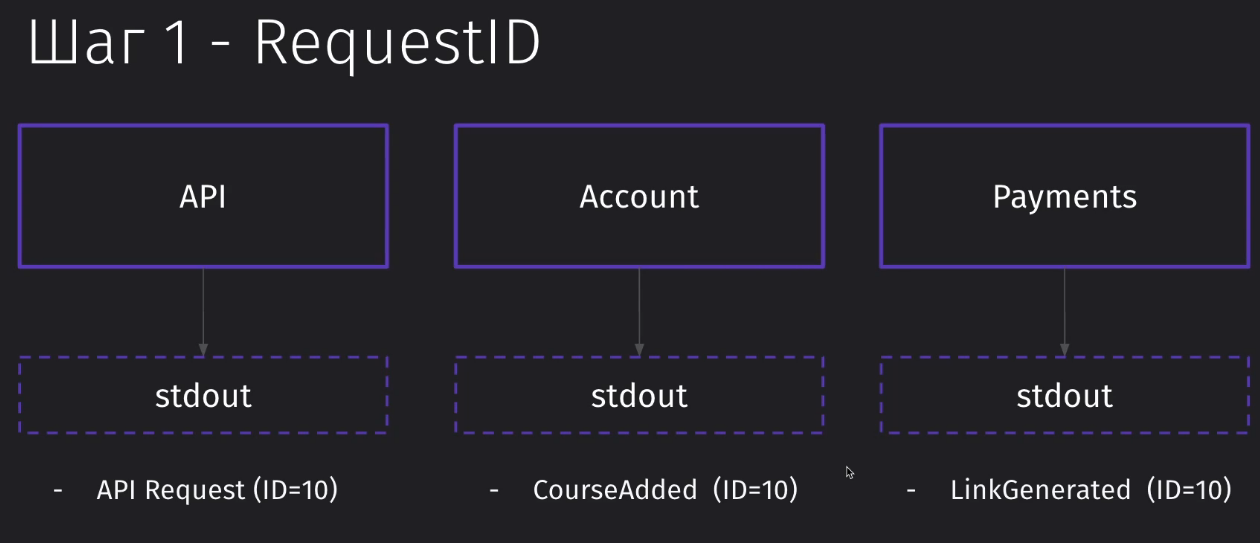 Шаг 1 - RequestID
API
Account
Payments
stdout
stdout
stdout
- API Request (ID=10)
- CourseAdded (ID=10)
- LinkGenerated (ID=10)